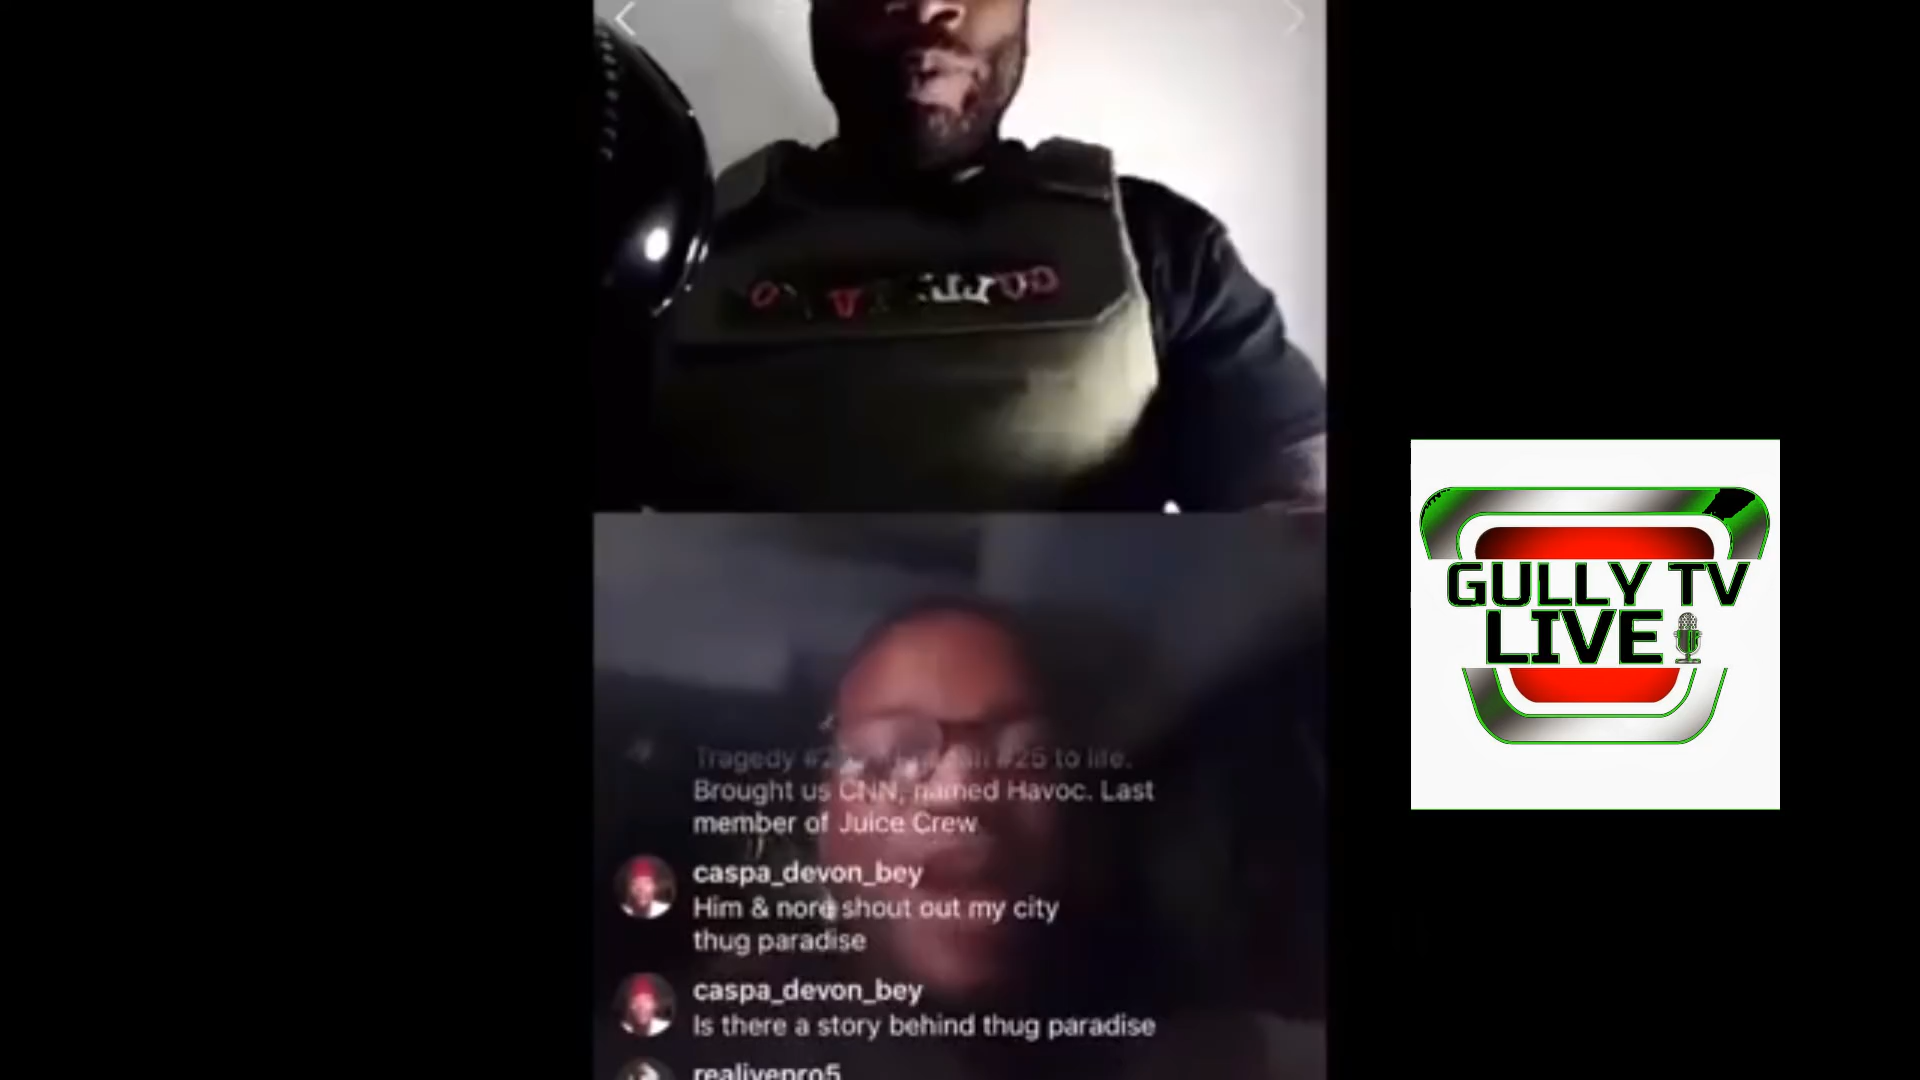 GULLY TV
LIVE
#25 to life.
Brought us CNN, named Havoc. Last
member of Juice Crew
caspa_devon_bey
Him & nore shout out my city
thug paradise
caspa_devon_bey
Is there a story behind thug paradise
realivepro5